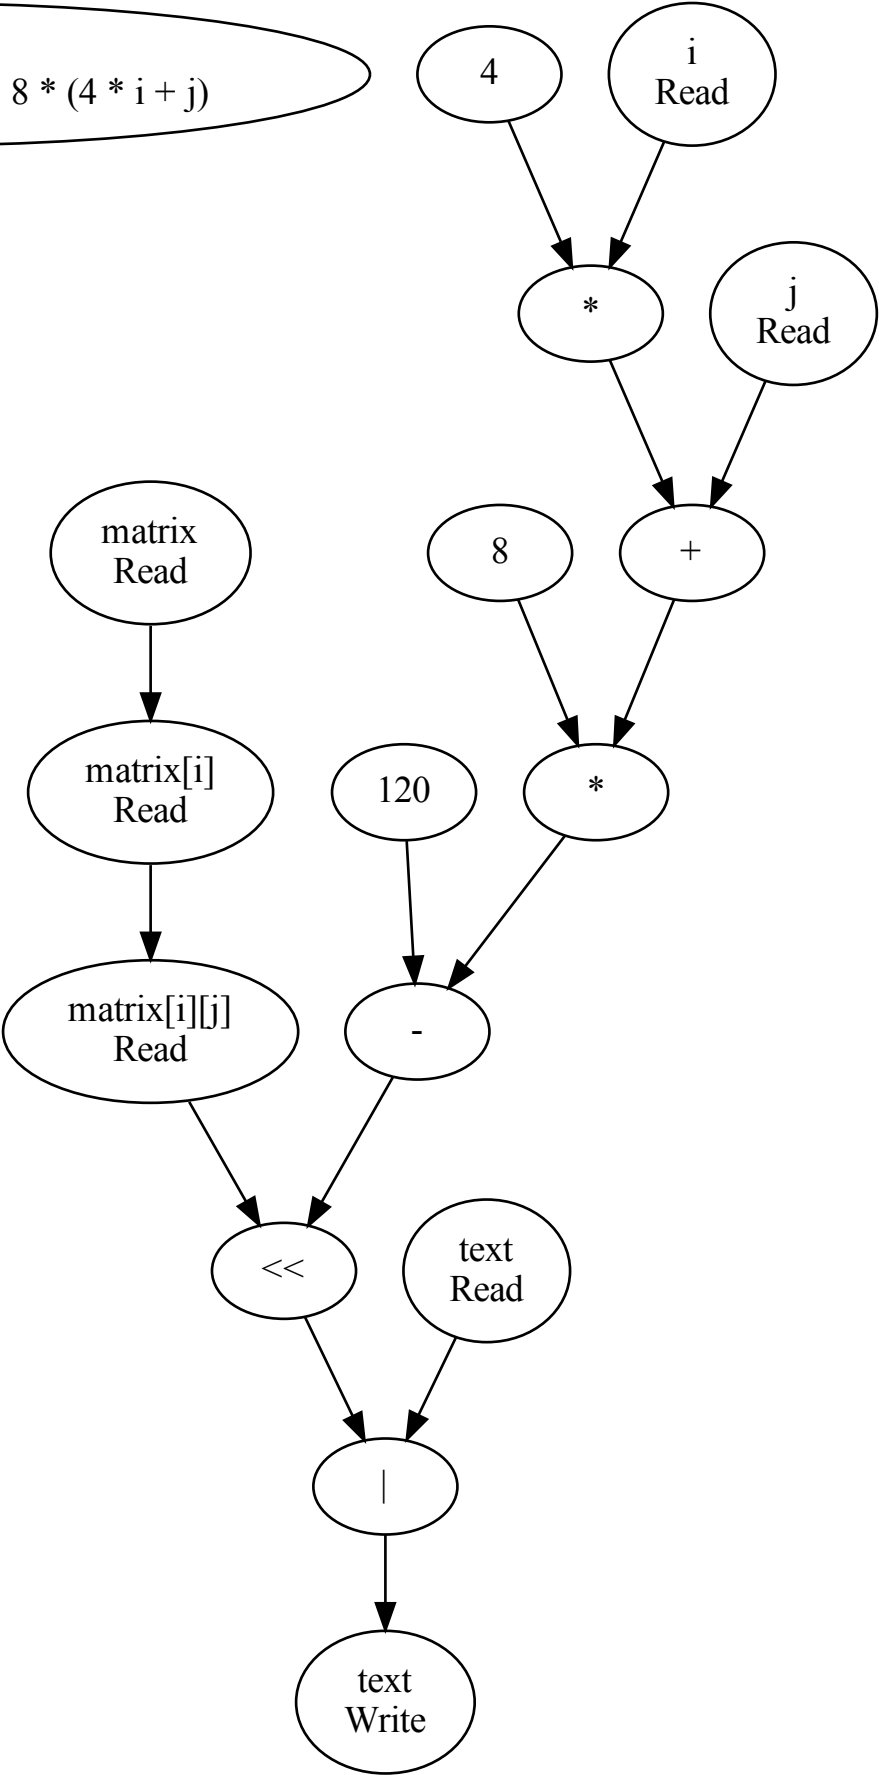 8 * (4 * i + j)
4
i
Read
*
j
Read
matrix
Read
8
+
matrix[i]
Read
120
*
matrix[i][j]
Read
-
<<
text
Read
|
text
Write